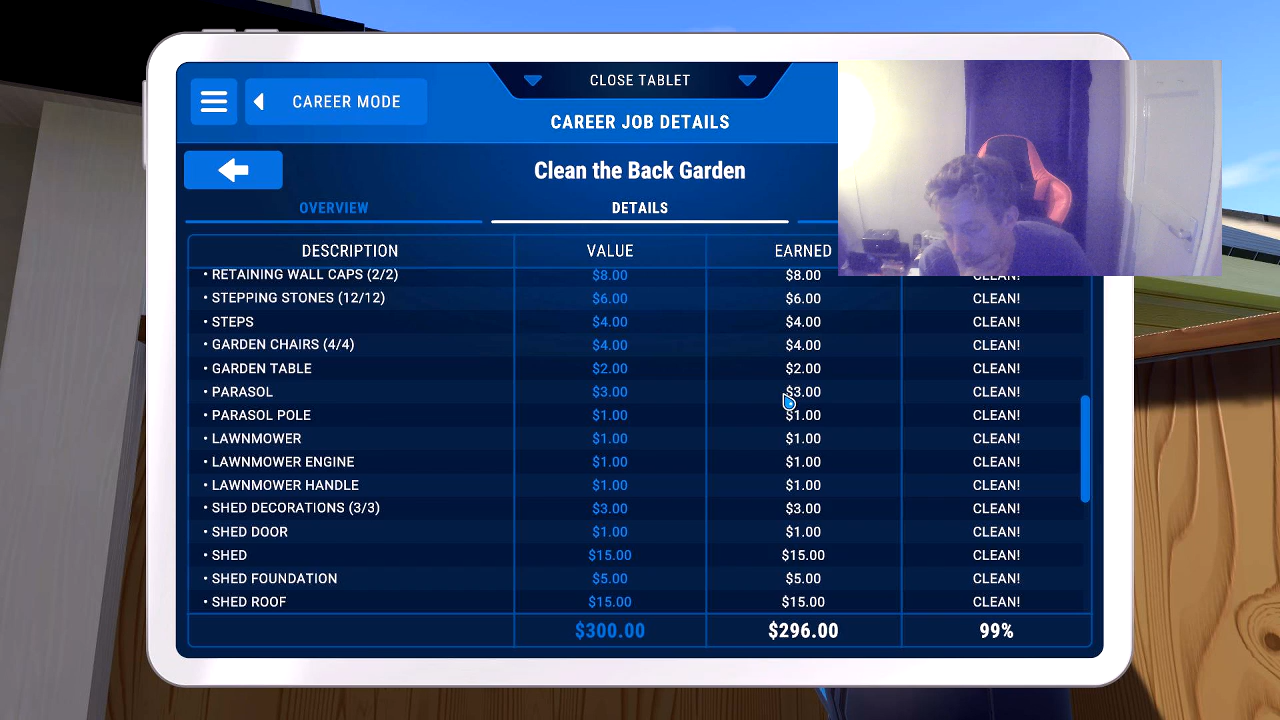 CLOSE TABLET
CAREER MODE
CAREER JOB DETAILS
Clean the Back Garden
OVERVIEW
DETAILS
DESCRIPTION VALUE EARNED
• RETAINING WALL CAPS (2/2) $8.00 $8.00 CLEAN!
• STEPPING STONES (12/12) $6.00 $6.00 CLEAN!
• STEPS $4.00 $4.00 CLEAN!
• GARDEN CHAIRS (4/4) $4.00 $4.00 CLEAN!
• GARDEN TABLE $2.00 $2.00 CLEAN!
• PARASOL $3.00 $3.00 CLEAN!
• PARASOL POLE $1.00 $1.00 CLEAN!
• LAWNMOWER $1.00 $1.00 CLEAN!
• LAWNMOWER ENGINE $1.00 $1.00 CLEAN!
• LAWNMOWER HANDLE $1.00 $1.00 CLEAN!
• SHED DECORATIONS (3/3) $3.00 $3.00 CLEAN!
• SHED DOOR $1.00 $1.00 CLEAN!
• SHED $15.00 $15.00 CLEAN!
• SHED FOUNDATION $5.00 $5.00 CLEAN!
• SHED ROOF $15.00 $15.00 CLEAN!
$300.00 $296.00 99%